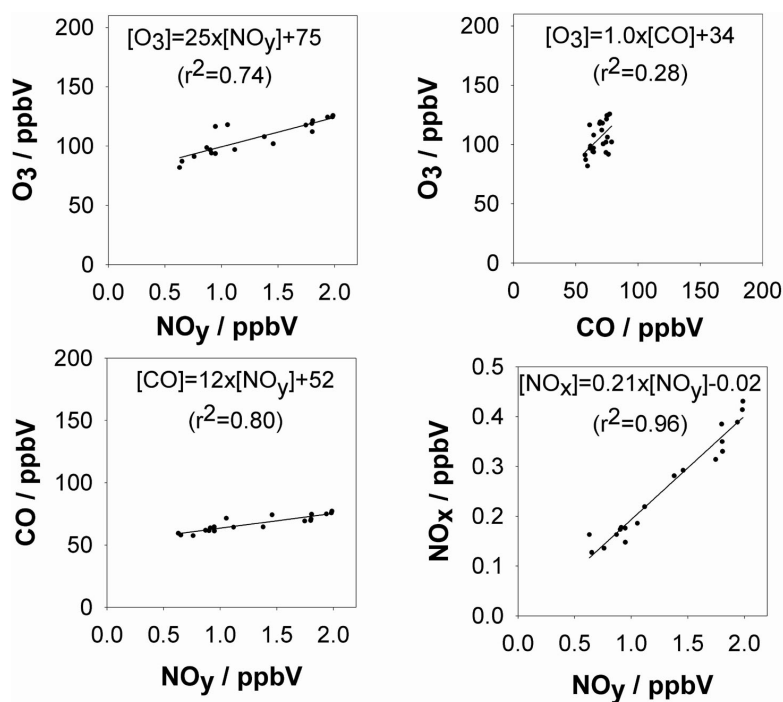 [O3]=25x[NOy]+75
(r2=0.74)
200
150
100
50
0
O3 / ppbV
0.0 0.5 1.0 1.5 2.0
NOy / ppbV
[O3]=1.0x[CO]+34
(r2=0.28)
200
150
100
50
0
O3 / ppbV
0 50 100 150 200
CO / ppbV
[CO]=12x[NOy]+52
(r2=0.80)
200
150
100
50
0
CO / ppbV
0.0 0.5 1.0 1.5 2.0
NOy / ppbV
[NOx]=0.21x[NOy]-0.02
(r2=0.96)
0.5
0.4
0.3
0.2
0.1
0.0
NOx / ppbV
0.0 0.5 1.0 1.5 2.0
NOy / ppbV